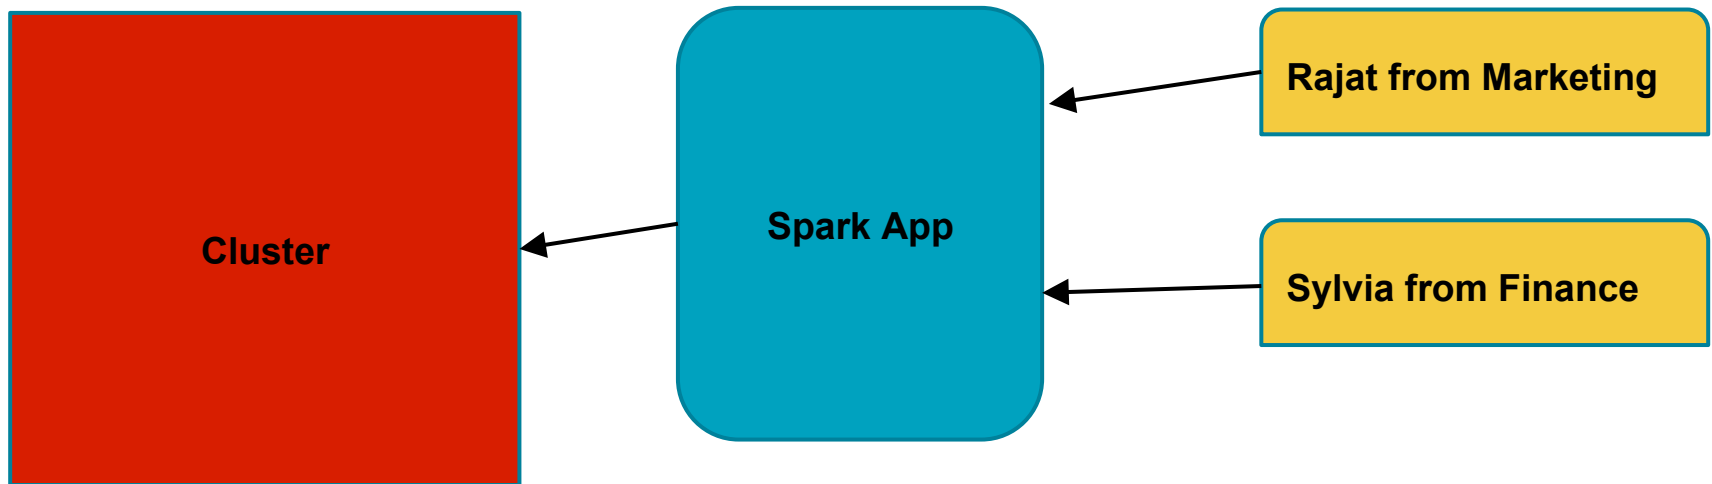 Cluster
Spark App
Rajat from Marketing
Sylvia from Finance